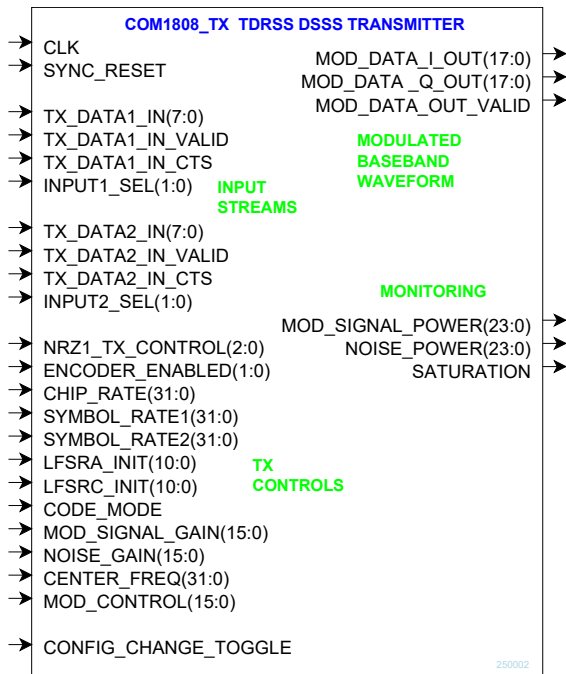 COM1808_TX TDRSS DSSS TRANSMITTER
CLK
SYNC_RESET
MOD_DATA_I_OUT(17:0)
MOD_DATA _Q_OUT(17:0)
MOD_DATA_OUT_VALID
TX_DATA1_IN(7:0)
TX_DATA1_IN_VALID
TX_DATA1_IN_CTS
INPUT1_SEL(1:0)
INPUT
STREAMS
MODULATED
BASEBAND
WAVEFORM
TX_DATA2_IN(7:0)
TX_DATA2_IN_VALID
TX_DATA2_IN_CTS
INPUT2_SEL(1:0)
MONITORING
MOD_SIGNAL_POWER(23:0)
NOISE_POWER(23:0)
SATURATION
NRZ1_TX_CONTROL(2:0)
ENCODER_ENABLED(1:0)
CHIP_RATE(31:0)
SYMBOL_RATE1(31:0)
SYMBOL_RATE2(31:0)
LFSRA_INIT(10:0)
LFSRC_INIT(10:0)
TX
CONTROLS
CODE_MODE
MOD_SIGNAL_GAIN(15:0)
NOISE_GAIN(15:0)
CENTER_FREQ(31:0)
MOD_CONTROL(15:0)
CONFIG_CHANGE_TOGGLE
250002